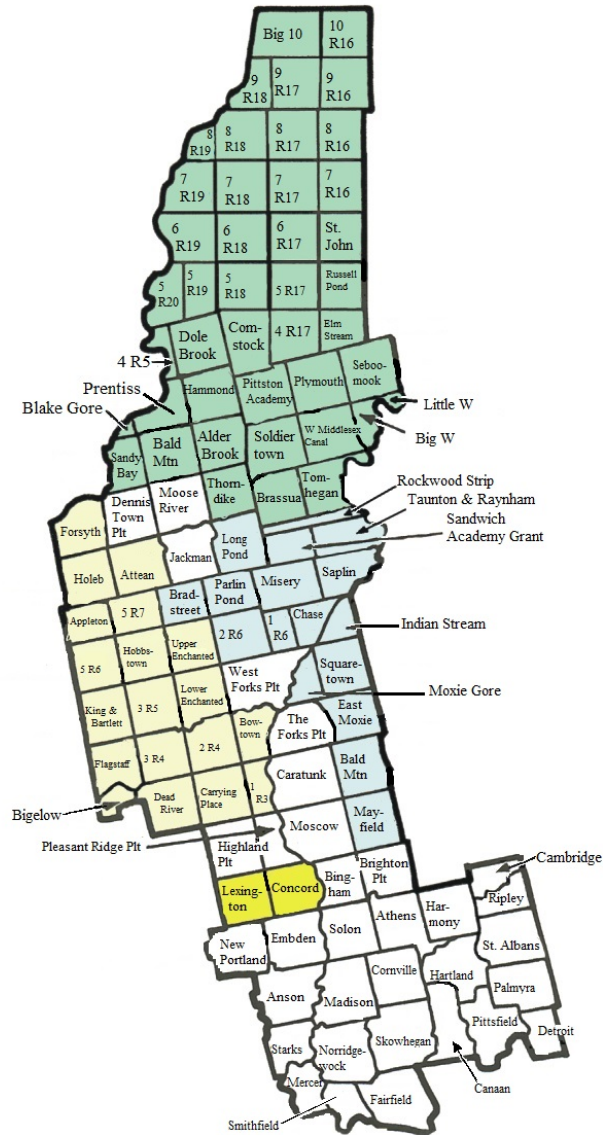 Big 10
10
R16
9
R18
9
R17
9
R16
8
R19
8
R18
8
R17
8
R16
7
R19
7
R18
7
R17
7
R16
6
R19
6
R18
6
R17
St.
John
5
R20
5
R19
5
R18
5 R17
Russell
Pond
4 R5
Dole
Brook
Com-
stock
4 R17
Elm
Stream
Prentiss
Hammond
Pittston
Academy
Plymouth
Seboo-
mook
Little W
Blake Gore
Big W
Sandy
Bay
Bald
Mtn
Alder
Brook
Soldier
town
W Middlesex
Canal
Forsyth
Dennis
Town
Plt
Moose
River
Thorn-
dike
Brassua
Tom-
hegan
Rockwood Strip
Taunton & Raynham
Sandwich
Academy Grant
Holeb
Attean
Jackman
Long
Pond
Appleton
5 R7
Brad-
street
Parlin
Pond
Misery
Saplin
5 R6
Hobbs-
town
Upper
Enchanted
2 R6
1
R6
Chase
Indian Stream
King &
Bartlett
3 R5
Lower
Enchanted
West
Forks Plt
Square-
town
Moxie Gore
Flagstaff
3 R4
2 R4
Bow-
town
The
Forks Plt
East
Moxie
Bigelow
Dead
River
Carrying
Place
1
R3
Caratunk
Bald
Mtn
Pleasant Ridge Plt
Highland
Plt
Moscow
May-
field
Lexing-
ton
Concord
Bing-
ham
Brighton
Plt
Cambridge
Ripley
New
Portland
Embden
Solon
Athens
Har-
mony
St. Albans
Anson
Madison
Cornville
Hartland
Palmyra
Starks
Norridge-
wock
Skowhegan
Pittsfield
Detroit
Mercer
Canaan
Smithfield
Fairfield